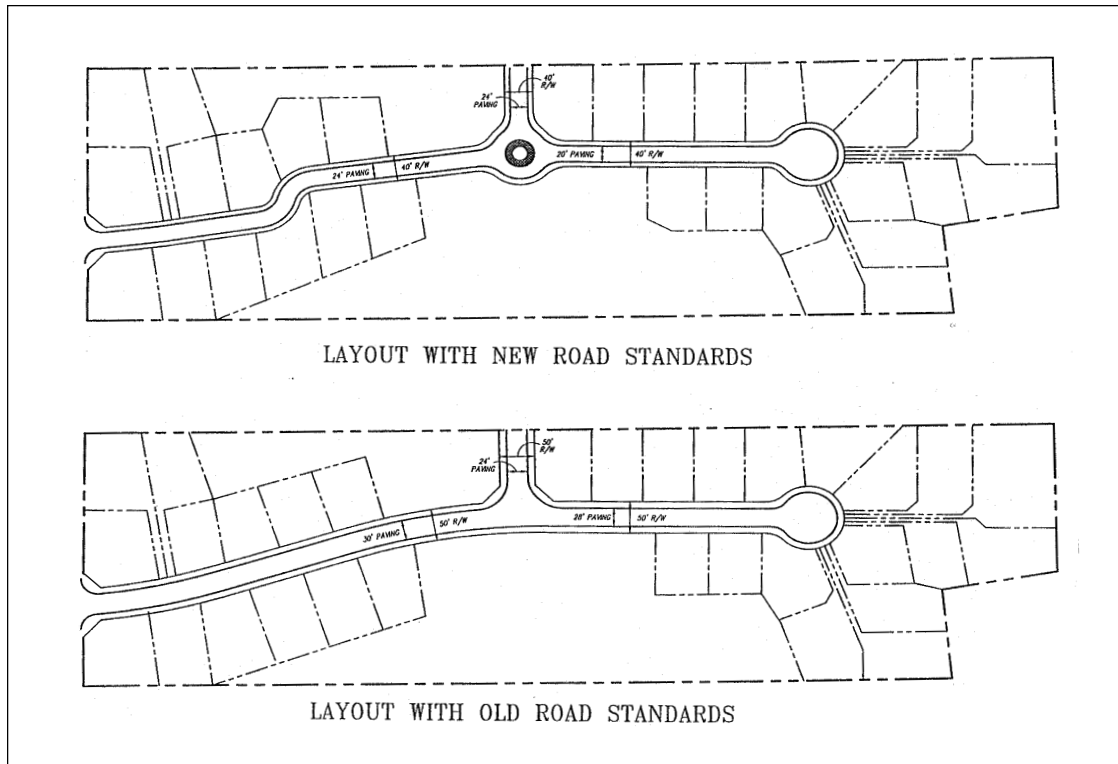 40' R/W
24' PAVING
24' PAVING 40' R/W
20' PAVING 40' R/W
LAYOUT WITH NEW ROAD STANDARDS
50' R/W
24' PAVING
30' PAVING 50' R/W
28' PAVING 50' R/W
LAYOUT WITH OLD ROAD STANDARDS